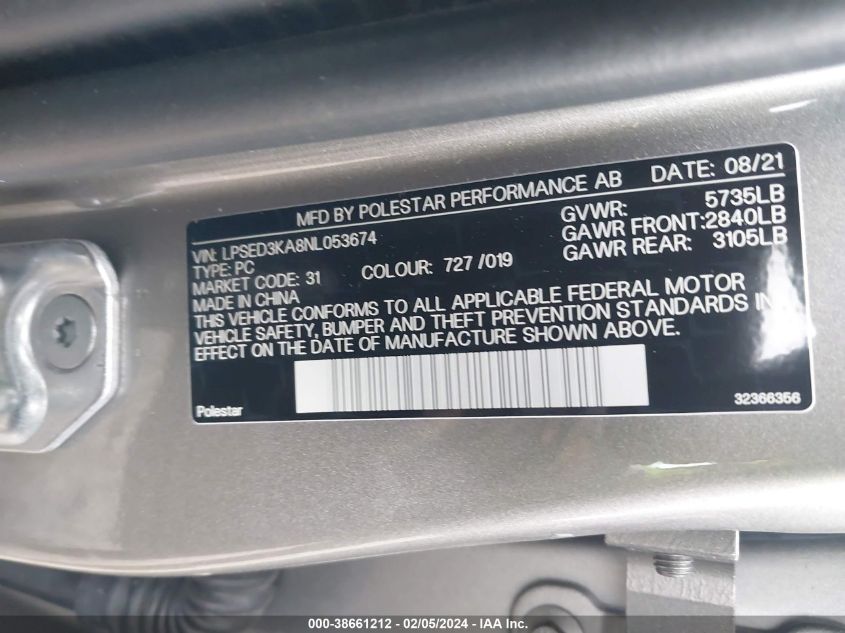 MFD BY POLESTAR PERFORMANCE AB DATE: 08/21
VIN: LPSED3KA8NL053674 GVWR: 5735LB
TYPE: PC GAWR FRONT:2840LB
MARKET CODE: 31 COLOUR: 727 /019 GAWR REAR: 3105LB
MADE IN CHINA
THIS VEHICLE CONFORMS TO ALL APPLICABLE FEDERAL MOTOR
VEHICLE SAFETY, BUMPER AND THEFT PREVENTION STANDARDS IN
EFFECT ON THE DATE OF MANUFACTURE SHOWN ABOVE.
Polestar 32366356
000-38661212 - 02/05/2024 - IAA Inc.